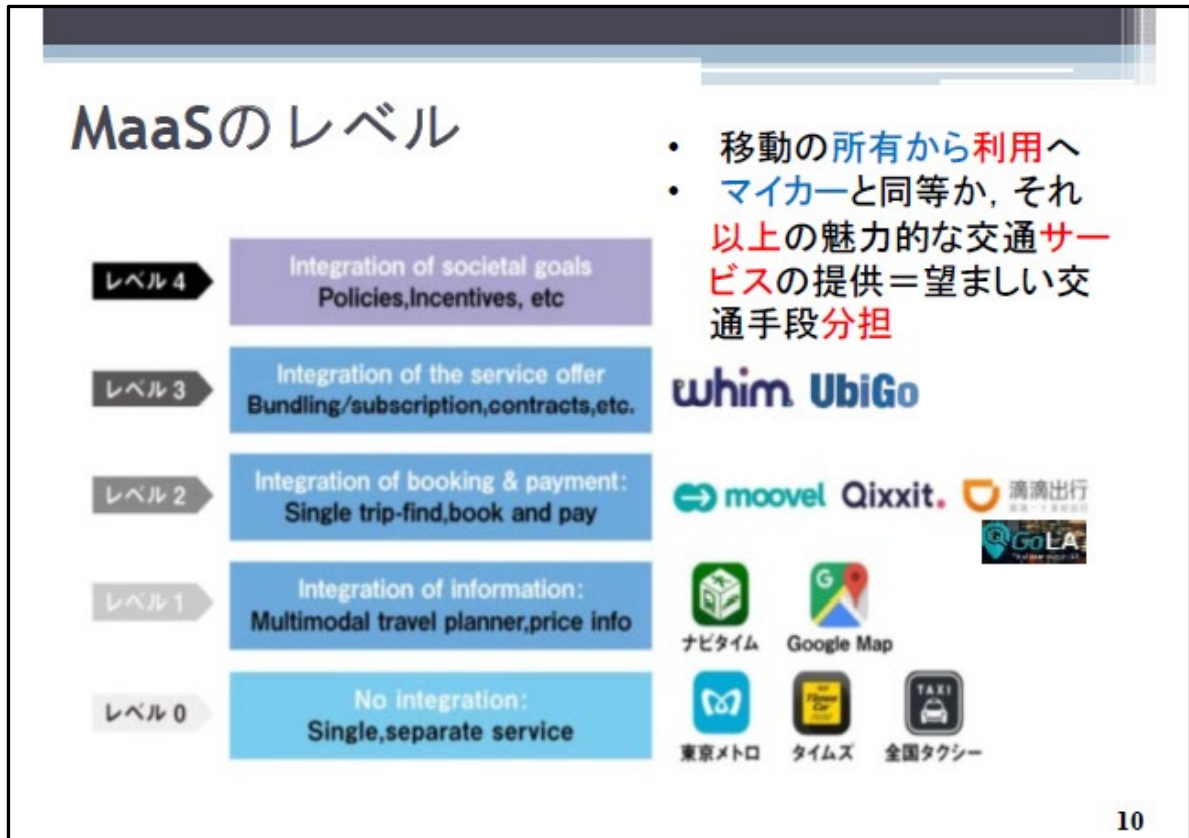 MaaSのレベル
• 移動の所有から利用へ
• マイカーと同等か, それ
以上の魅力的な交通サー
ビスの提供＝望ましい交
通手段分担
レベル 4
Integration of societal goals
Policies,Incentives, etc
レベル 3
Integration of the service offer
Bundling/subscription,contracts,etc.
whim UbiGo
レベル 2
Integration of booking & payment:
Single trip-find,book and pay
moovel Qixxit. 滴滴出行
GoLA
レベル 1
Integration of information:
Multimodal travel planner,price info
G
ナビタイム Google Map
レベル 0
No integration:
Single,separate service
TAXI
東京メトロ タイムズ 全国タクシー
10